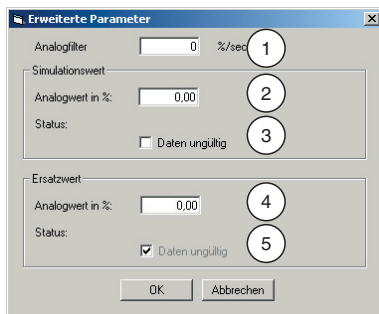 Erweiterte Parameter
Analogfilter 0 %/sec 1
Simulationswert
Analogwert in %: 0,00 2
Status:
Daten ungültig 3
Ersatzwert
Analogwert in %: 0,00 4
Status:
Daten ungültig 5
OK Abbrechen